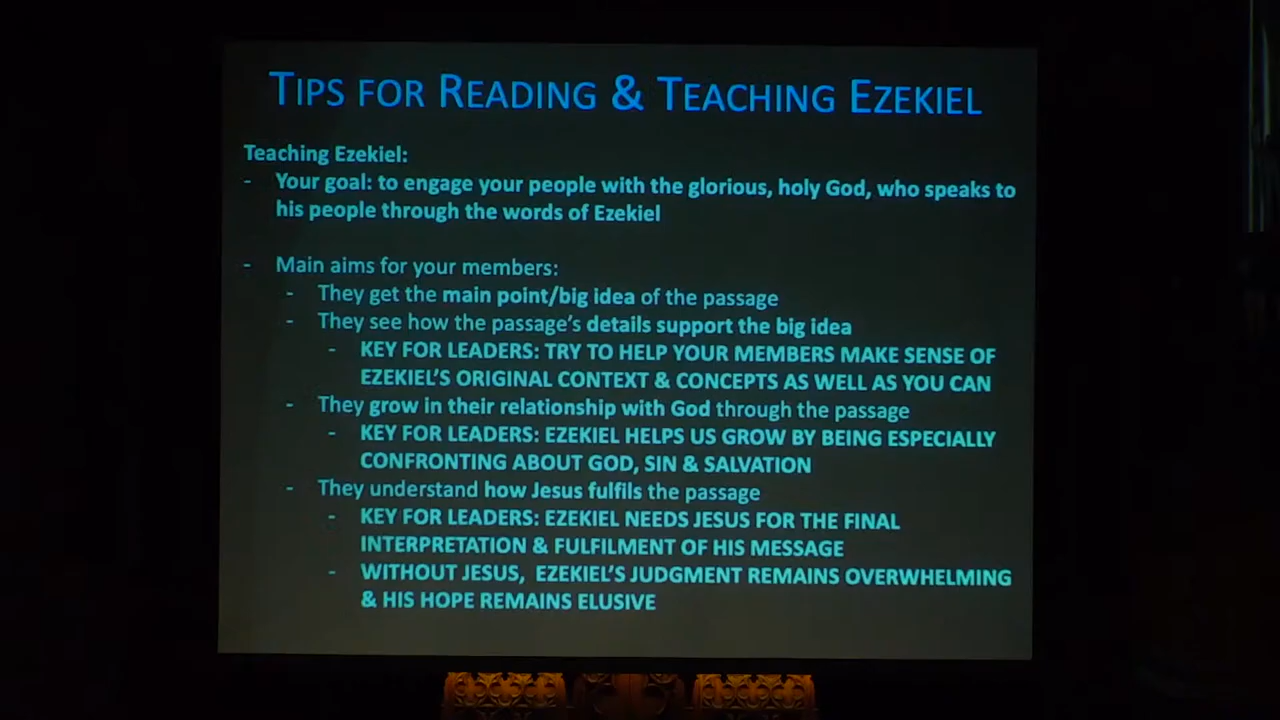 TIPS FOR READING & TEACHING EZEKIEL
Teaching Ezekiel:
- Your goal: to engage your people with the glorious, holy God, who speaks to
his people through the words of Ezekiel
- Main aims for your members:
- They get the main point/big idea of the passage
- They see how the passage's details support the big idea
- KEY FOR LEADERS: TRY TO HELP YOUR MEMBERS MAKE SENSE OF
EZEKIEL'S ORIGINAL CONTEXT & CONCEPTS AS WELL AS YOU CAN
- They grow in their relationship with God through the passage
- KEY FOR LEADERS: EZEKIEL HELPS US GROW BY BEING ESPECIALLY
CONFRONTING ABOUT GOD, SIN & SALVATION
- They understand how Jesus fulfils the passage
- KEY FOR LEADERS: EZEKIEL NEEDS JESUS FOR THE FINAL
INTERPRETATION & FULFILMENT OF HIS MESSAGE
- WITHOUT JESUS, EZEKIEL'S JUDGMENT REMAINS OVERWHELMING
& HIS HOPE REMAINS ELUSIVE